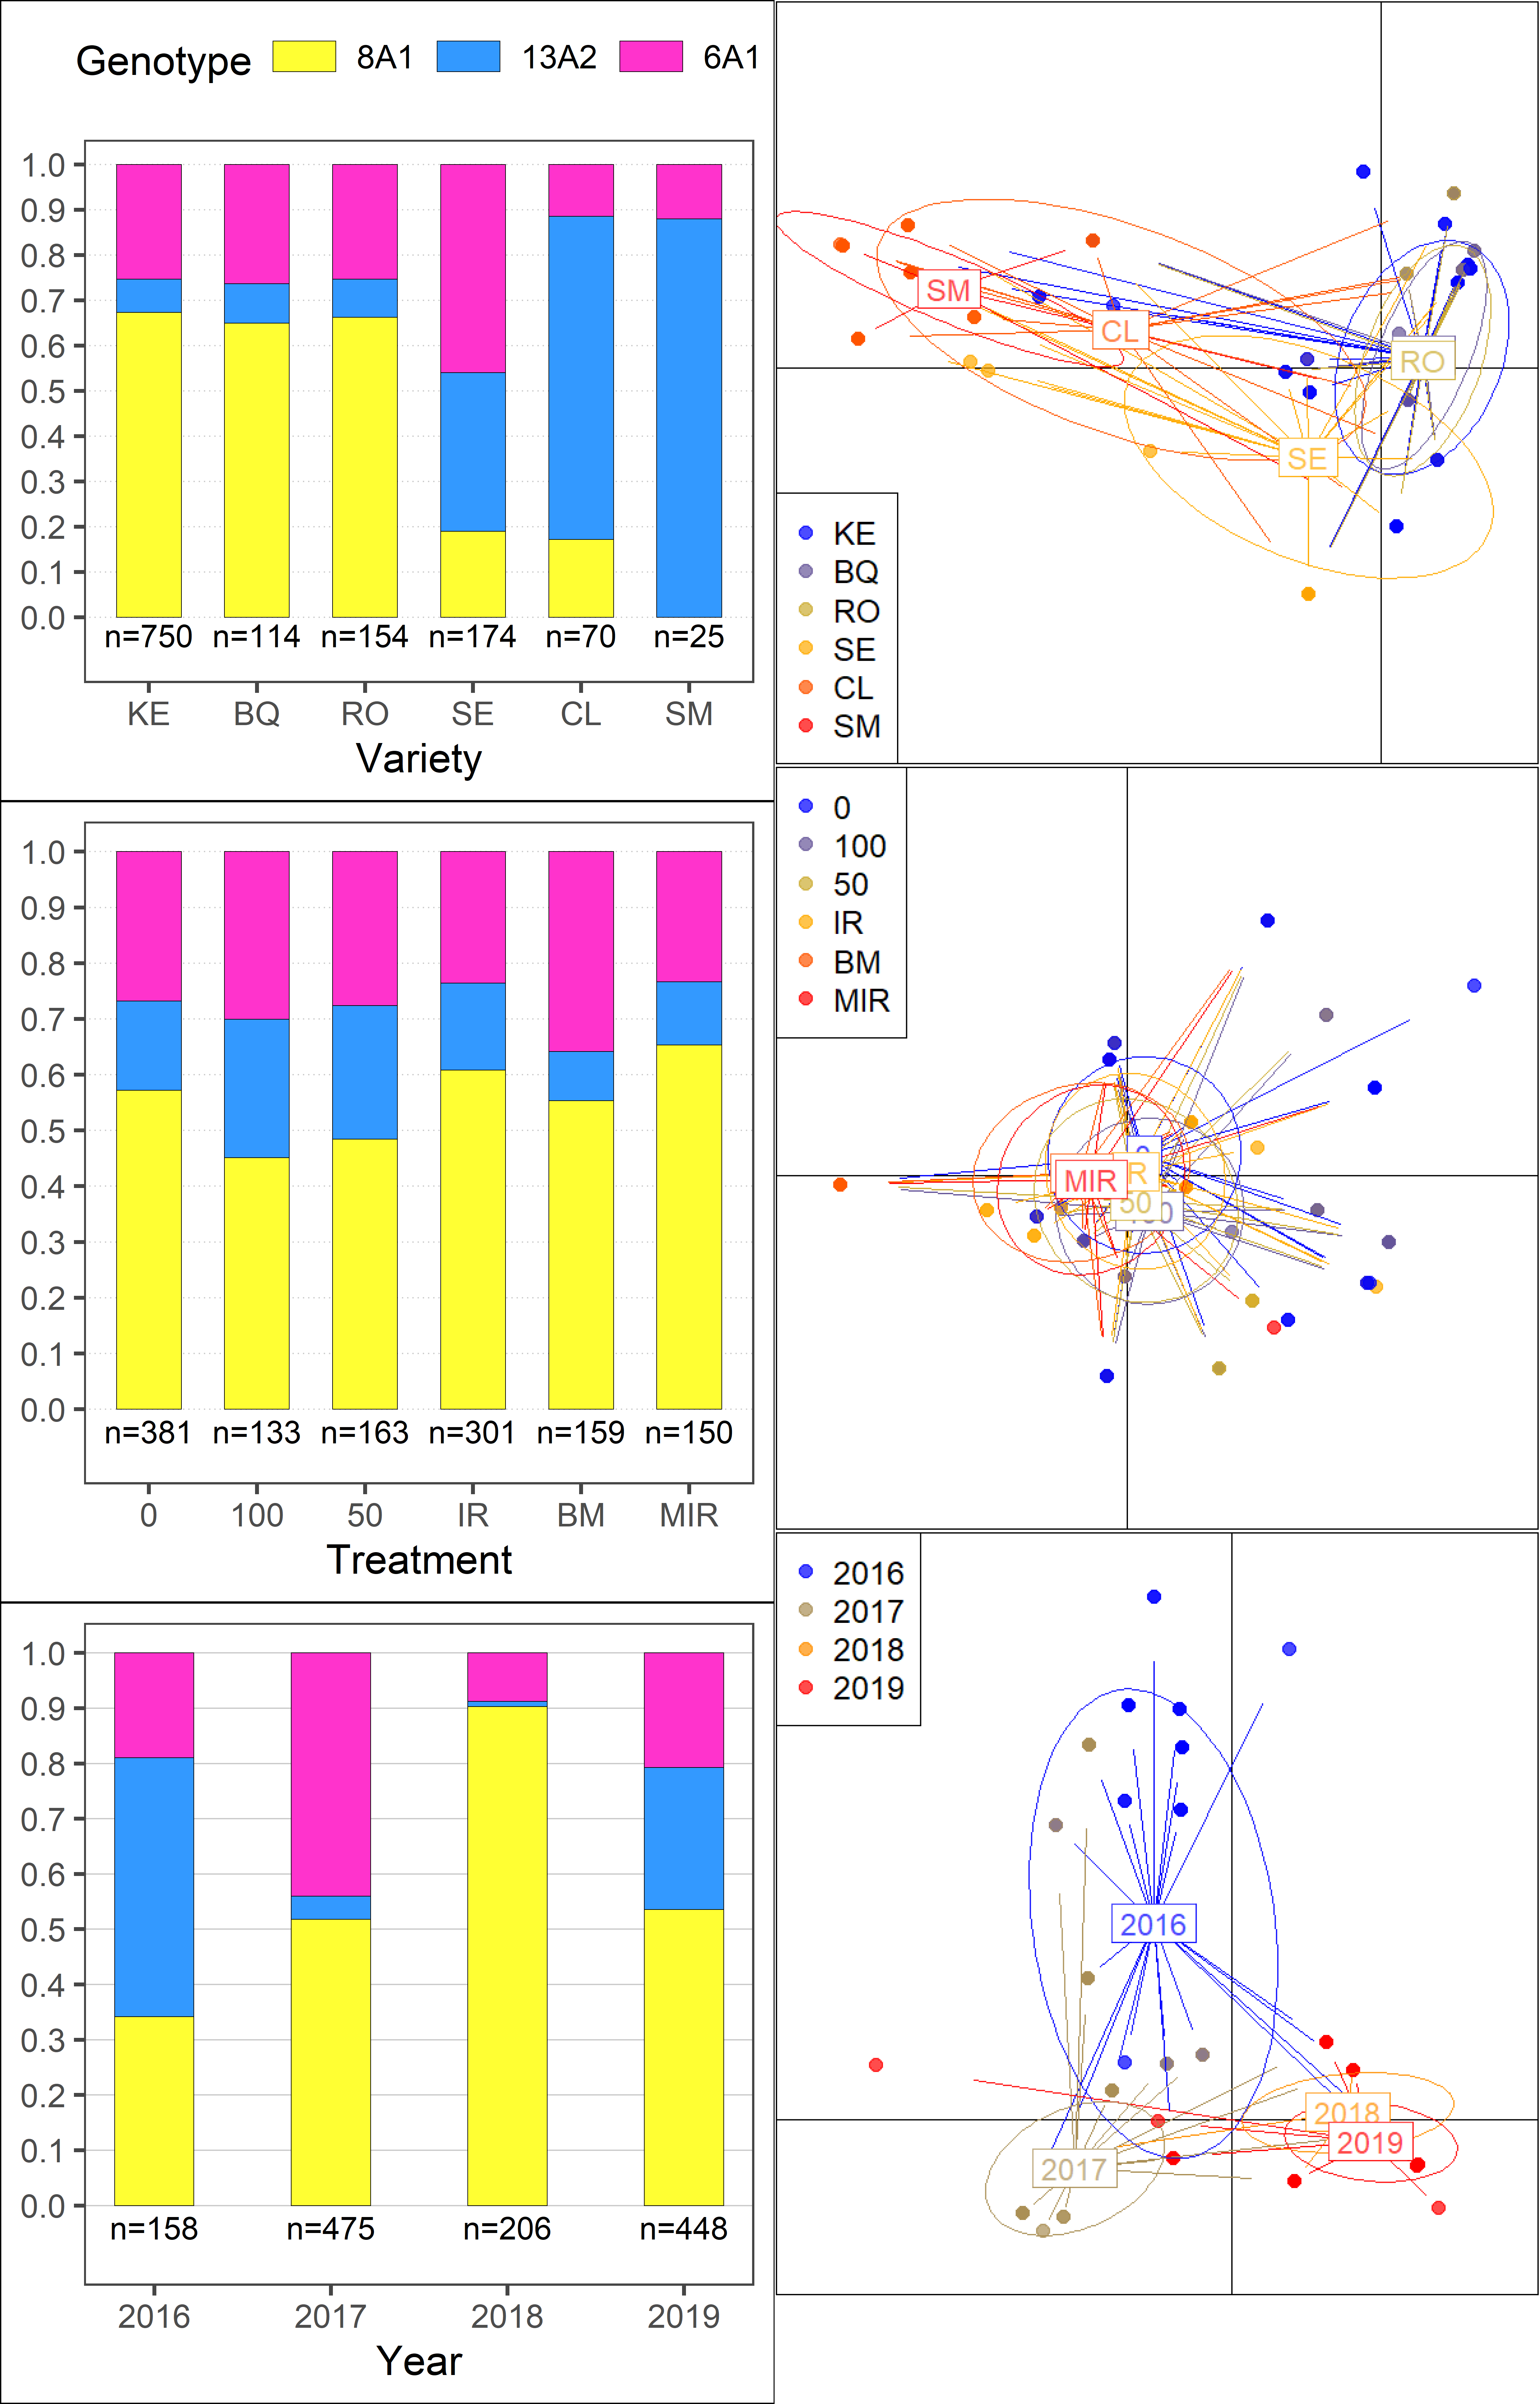 Genotype 8A1 13A2 6A1
1.0
0.9
0.8
0.7
0.6
0.5
0.4
0.3
0.2
0.1
0.0
n=750 n=114 n=154 n=174 n=70 n=25
KE BQ RO SE CL SM
Variety
SM
CL
RO
SE
KE
BQ
RO
SE
CL
SM
1.0
0.9
0.8
0.7
0.6
0.5
0.4
0.3
0.2
0.1
0.0
n=381 n=133 n=163 n=301 n=159 n=150
0 100 50 IR BM MIR
Treatment
0
100
50
IR
BM
MIR
MIR
50
1.0
0.9
0.8
0.7
0.6
0.5
0.4
0.3
0.2
0.1
0.0
n=158 n=475 n=206 n=448
2016 2017 2018 2019
Year
2016
2017
2018
2019
2016
2018
2019
2017